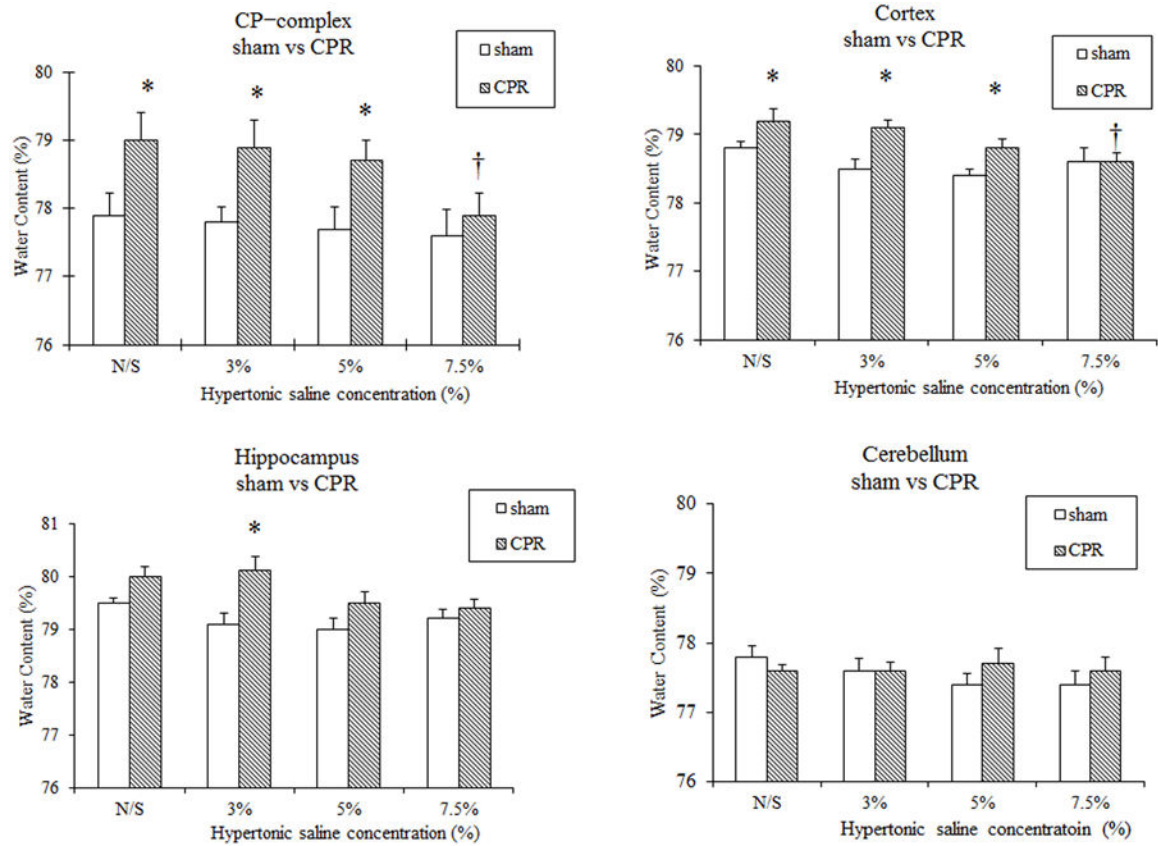 CP−complex
sham vs CPR
sham
CPR
Water Content (%)
80
79
78
77
76
*
*
*
†
N/S 3% 5% 7.5%
Hypertonic saline concentration (%)
Cortex
sham vs CPR
sham
CPR
Water Content (%)
80
79
78
77
76
*
*
*
†
N/S 3% 5% 7.5%
Hypertonic saline concentration (%)
Hippocampus
sham vs CPR
sham
CPR
Water Content (%)
81
80
79
78
77
76
*
N/S 3% 5% 7.5%
Hypertonic saline concentration (%)
Cerebellum
sham vs CPR
sham
CPR
Water Content (%)
80
79
78
77
76
N/S 3% 5% 7.5%
Hypertonic saline concentratoin (%)